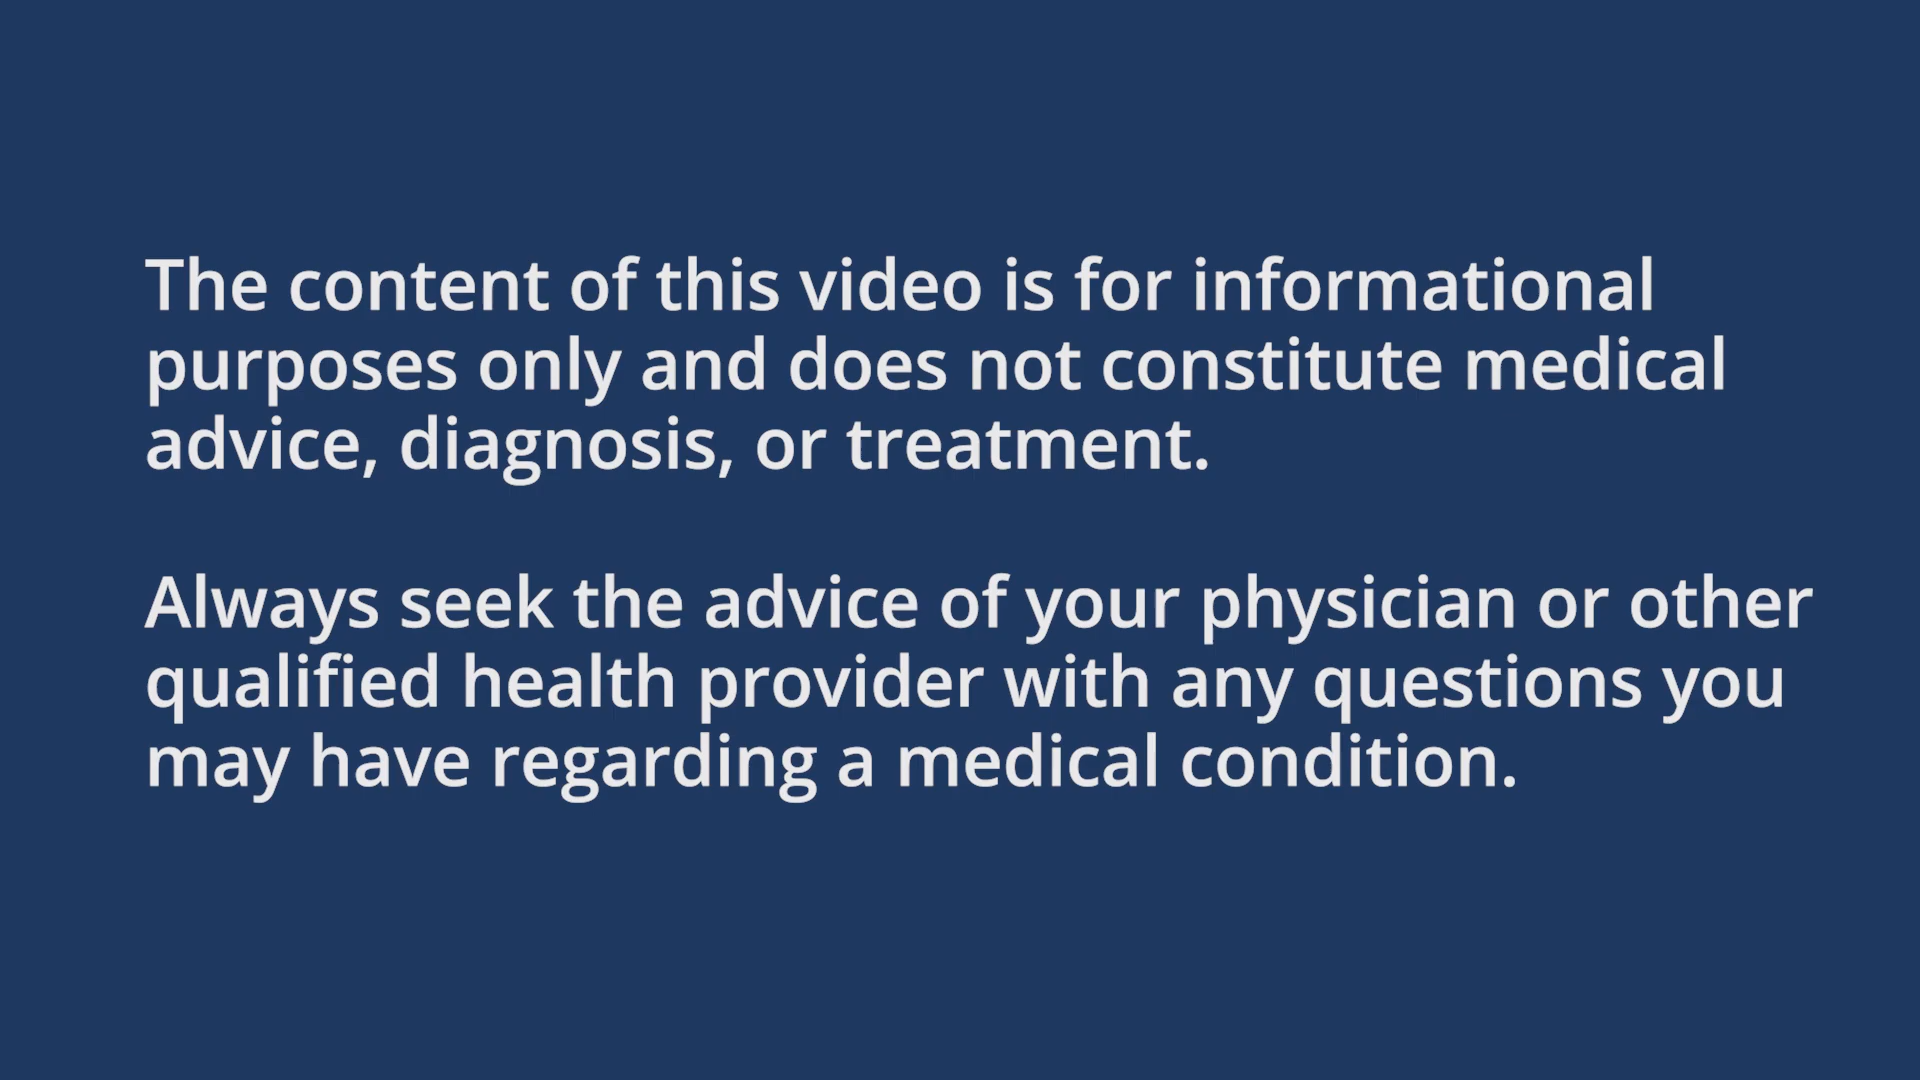 The content of this video is for informational
purposes only and does not constitute medical
advice, diagnosis, or treatment.
Always seek the advice of your physician or other
qualified health provider with any questions you
may have regarding a medical condition.